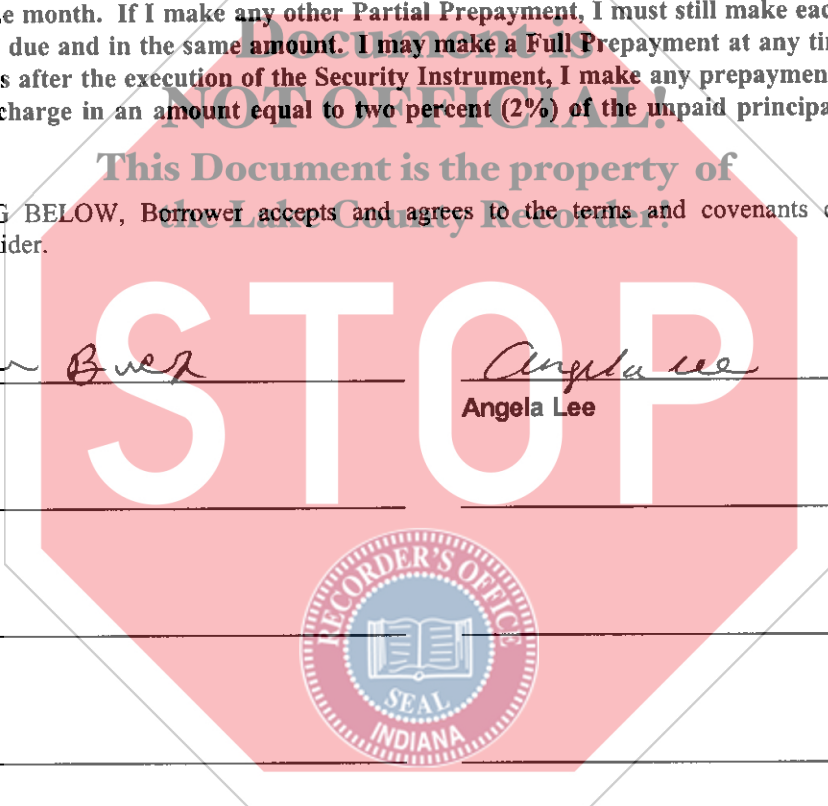 e month. If I make any other Partial Prepayment, I must still make eac
due and in the same amount. I may make a Full Prepayment at any tim
s after the execution of the Security Instrument, I make any prepaymen
charge in an amount equal to two percent (2%) of the unpaid principa
Document is
NOT OFFICIAL!
This Document is the property of
the Lake County Recorder!
G BELOW, Borrower accepts and agrees to the terms and covenants c
ider.
STOP
Angela Lee
Angela Lee
RECORDER'S OFFICE
SEAL
INDIANA